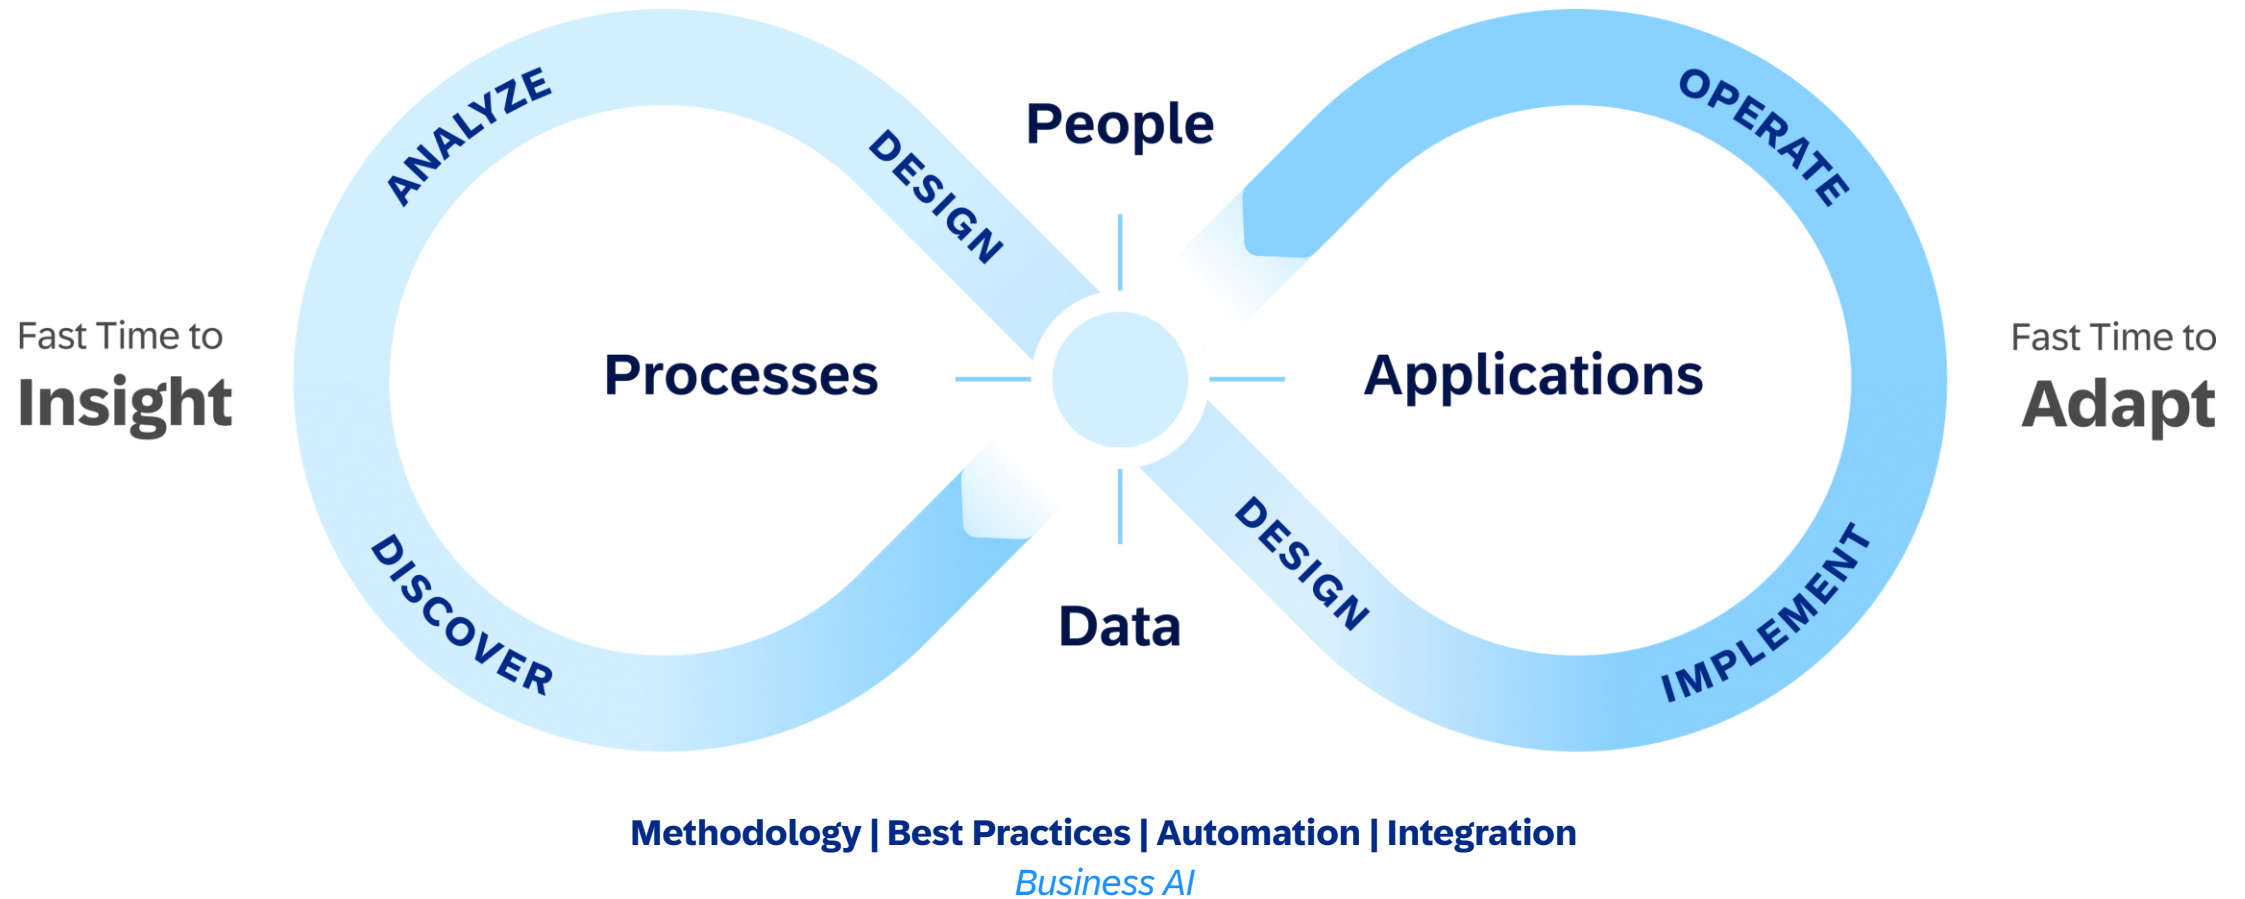 ANALYZE
DESIGN
People
OPERATE
Fast Time to
Insight
Processes
Applications
Fast Time to
Adapt
DISCOVER
DESIGN
Data
IMPLEMENT
Methodology | Best Practices | Automation | Integration
Business AI